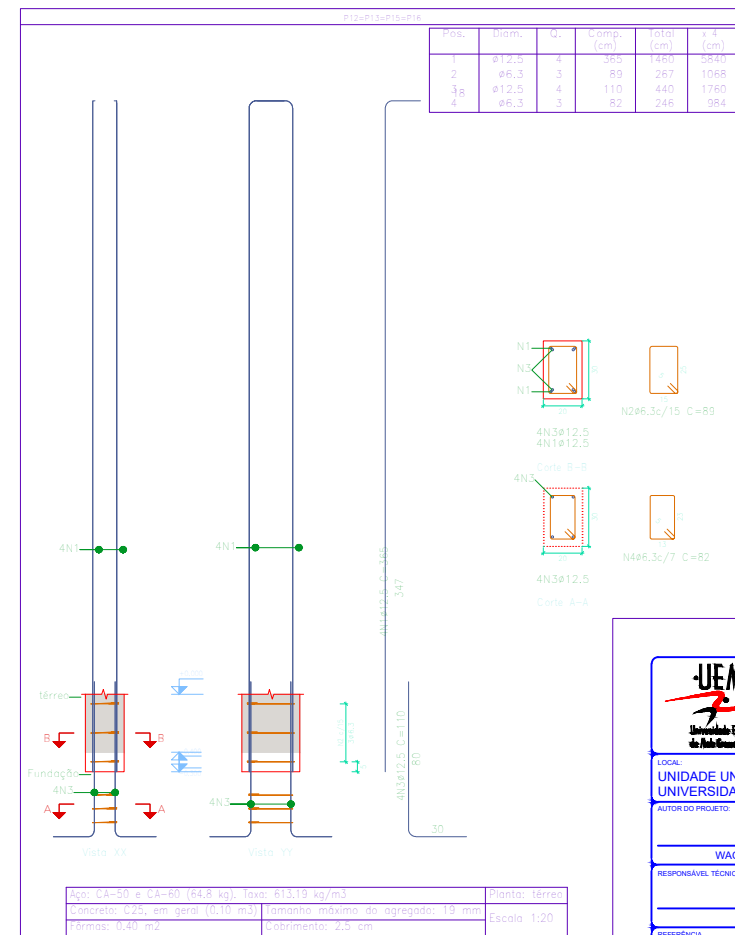 P12=P13=P15=P16
Pos. Diam. Q. Comp. (cm) Total (cm) x 4 (cm)
1 ø12.5 4 365 1460 5840
2 ø6.3 3 89 267 1068
3 ø12.5 4 110 440 1760
4 ø6.3 3 82 246 984
18
N1
N3
N1
4N3ø12.5
4N1ø12.5
Corte B-B
N2ø6.3c/15 C=89
15
4N3
4N3ø12.5
Corte A-A
N4ø6.3c/7 C=82
4N1
4N1
4N1ø12.5 C=365
347
térreo
B
B
Fundação
4N3
4N3
A
A
4N3ø12.5 C=110
80
30
Vista XX
Vista YY
Aço: CA-50 e CA-60 (64.8 kg). Taxa: 613.19 kg/m3
Planta: térreo
Concreto: C25, em geral (0.10 m3)
Tamanho máximo do agregado: 19 mm
Escala 1:20
Fôrmas: 0.40 m2
Cobrimento: 2.5 cm
Universidade E
LOCAL:
UNIDADE UN
UNIVERSIDA
AUTOR DO PROJETO:
WAG
RESPONSÁVEL TÉCNIC
REFERÊNCIA